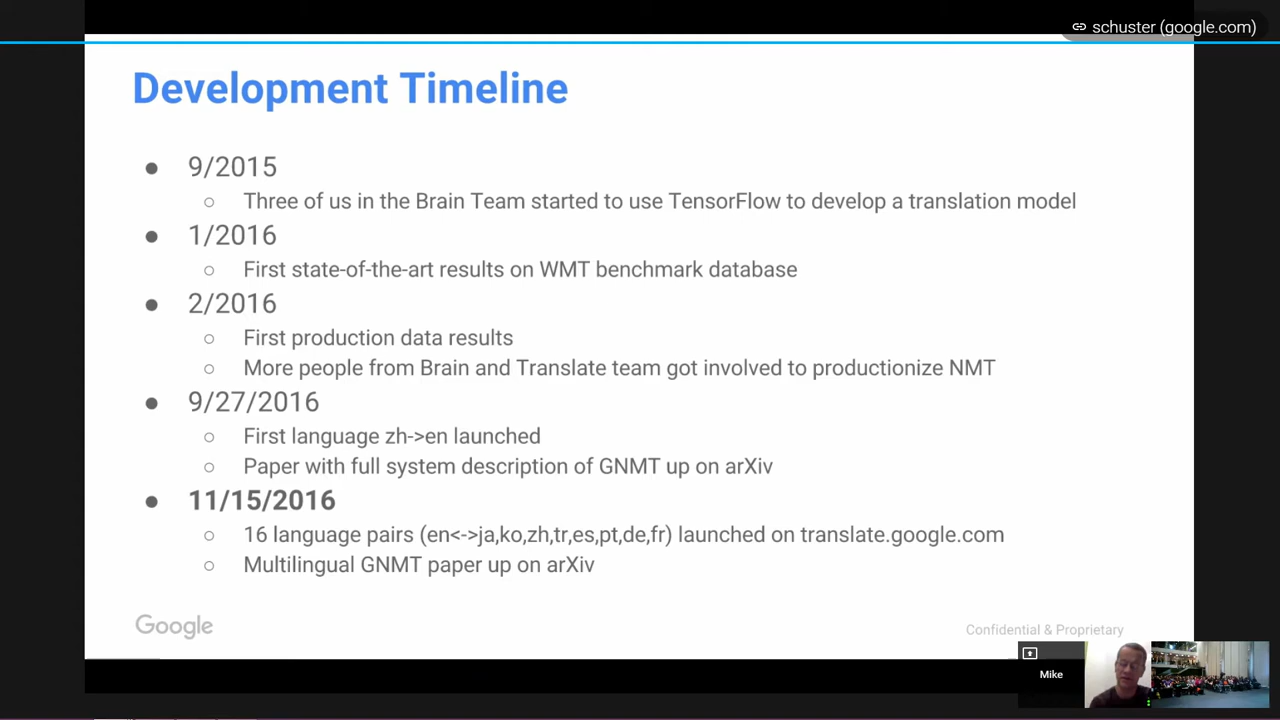 schuster (google.com)
Development Timeline
● 9/2015
○ Three of us in the Brain Team started to use TensorFlow to develop a translation model
● 1/2016
○ First state-of-the-art results on WMT benchmark database
● 2/2016
○ First production data results
○ More people from Brain and Translate team got involved to productionize NMT
● 9/27/2016
○ First language zh->en launched
○ Paper with full system description of GNMT up on arXiv
● 11/15/2016
○ 16 language pairs (en<->ja,ko,zh,tr,es,pt,de,fr) launched on translate.google.com
○ Multilingual GNMT paper up on arXiv
Google
Confidential & Proprietary
Mike